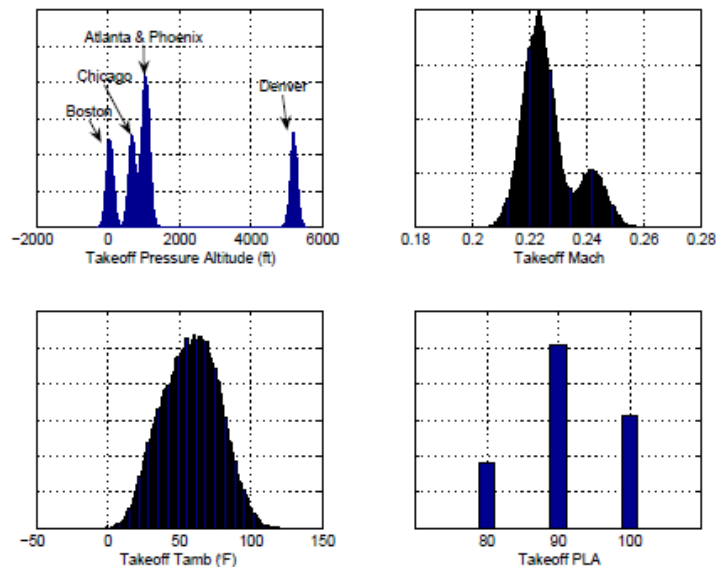 Atlanta & Phoenix
Chicago
Boston
Denver
−2000 0 2000 4000 6000
Takeoff Pressure Altitude (ft)
0.18 0.2 0.22 0.24 0.26 0.28
Takeoff Mach
−50 0 50 100 150
Takeoff Tamb (°F)
80 90 100
Takeoff PLA